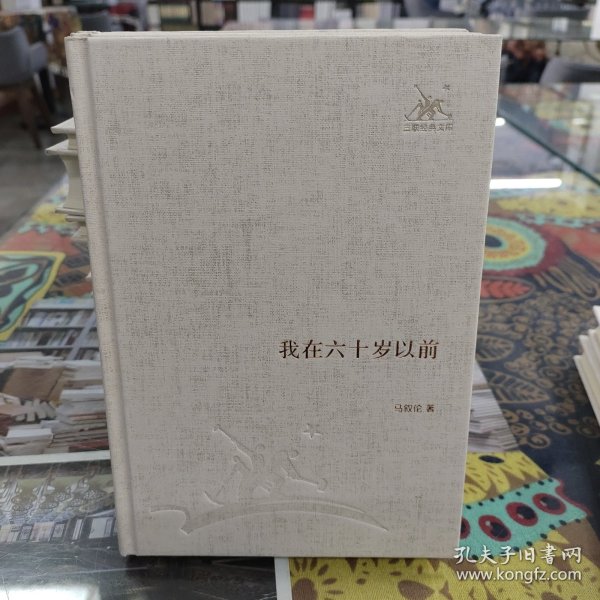 三联经典文库
我在六十岁以前
马叙伦 著
孔夫子旧书网
www.kongfz.com